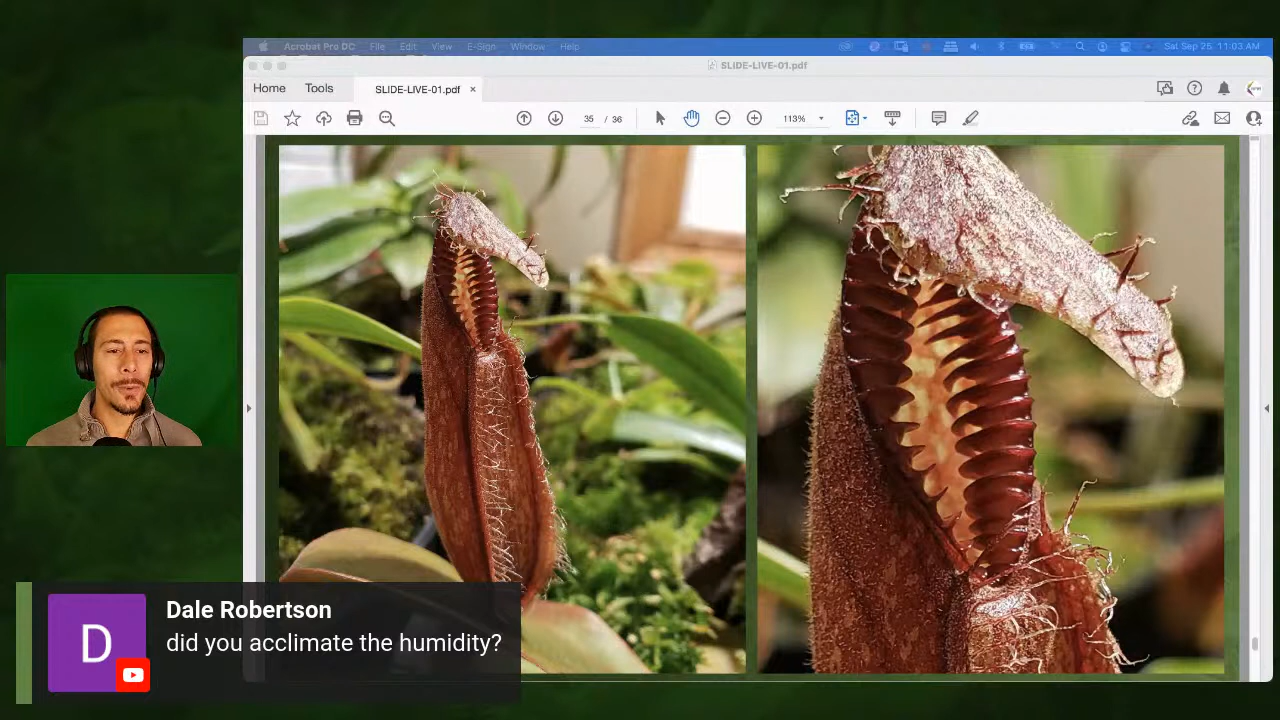 Acrobat Pro DC File Edit View E-Sign Window Help
Sat Sep 25, 11:03 AM
SLIDE-LIVE-01.pdf
Home Tools SLIDE-LIVE-01.pdf ×
35 / 36 113%
D
Dale Robertson
did you acclimate the humidity?